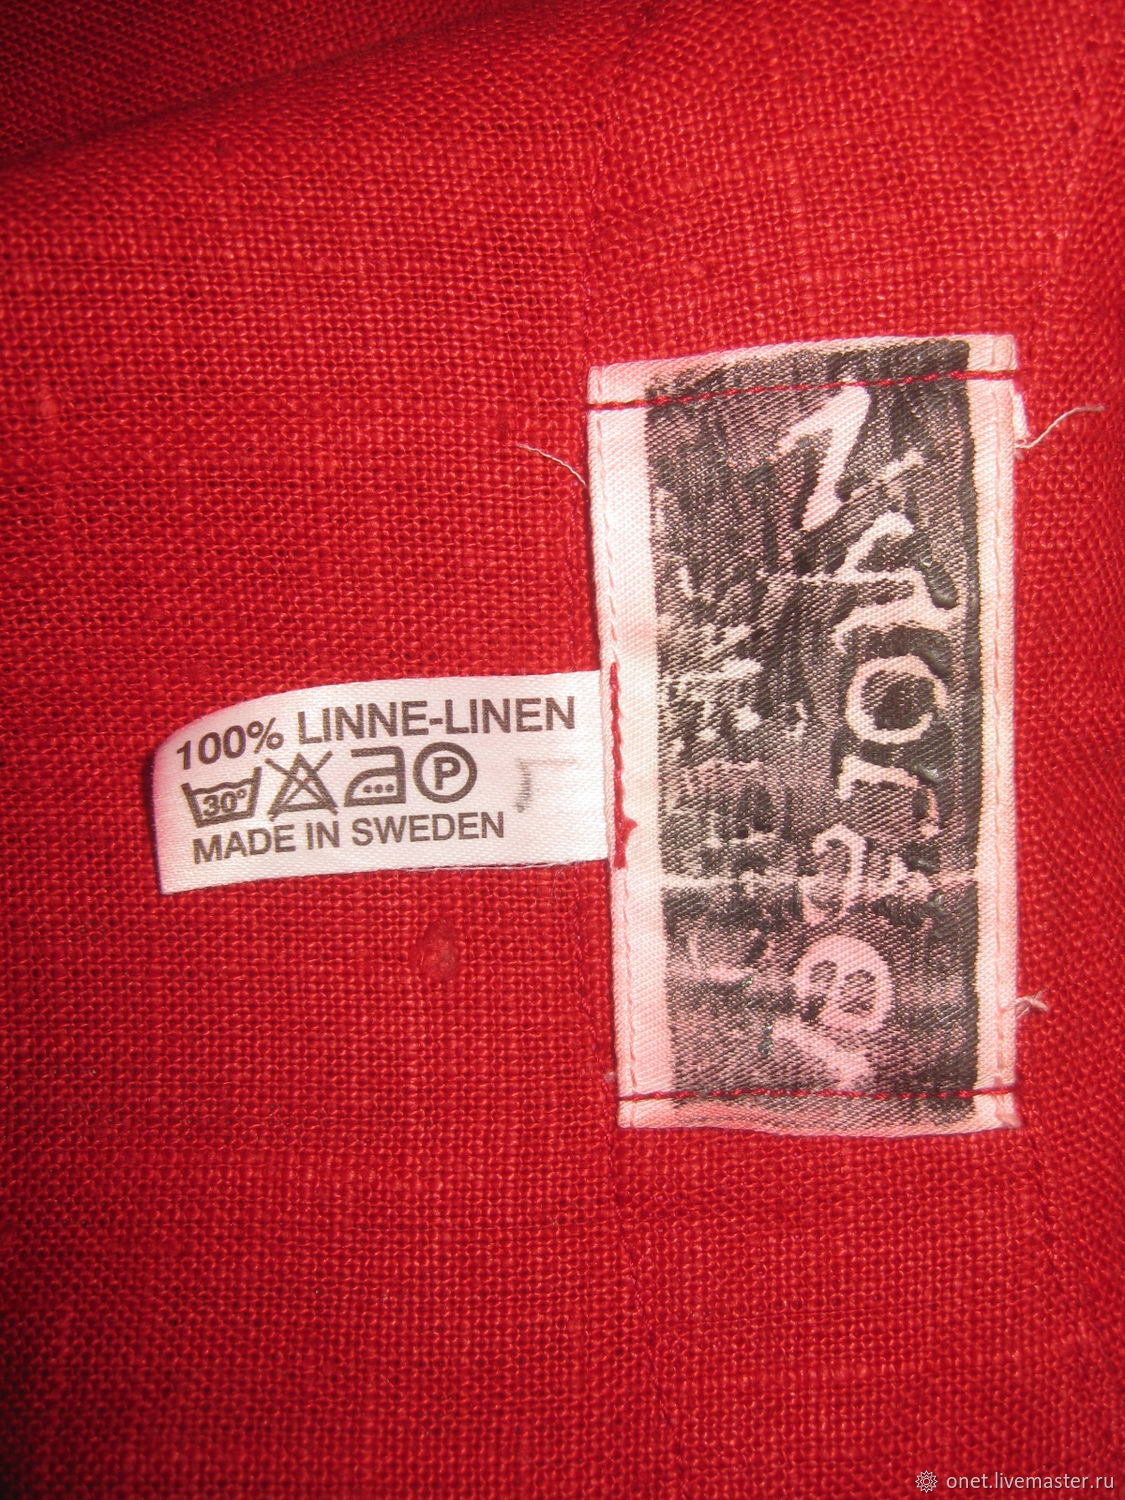 100% LINNE-LINEN
30° P L
MADE IN SWEDEN
onet.livemaster.ru